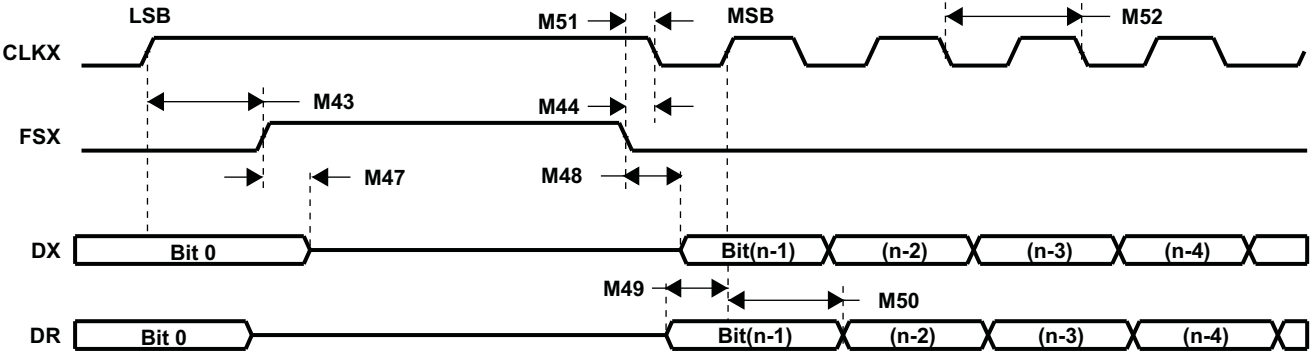 LSB
M51
MSB
M52
CLKX
M43
M44
FSX
M47
M48
DX
Bit 0
Bit(n-1)
(n-2)
(n-3)
(n-4)
M49
M50
DR
Bit 0
Bit(n-1)
(n-2)
(n-3)
(n-4)